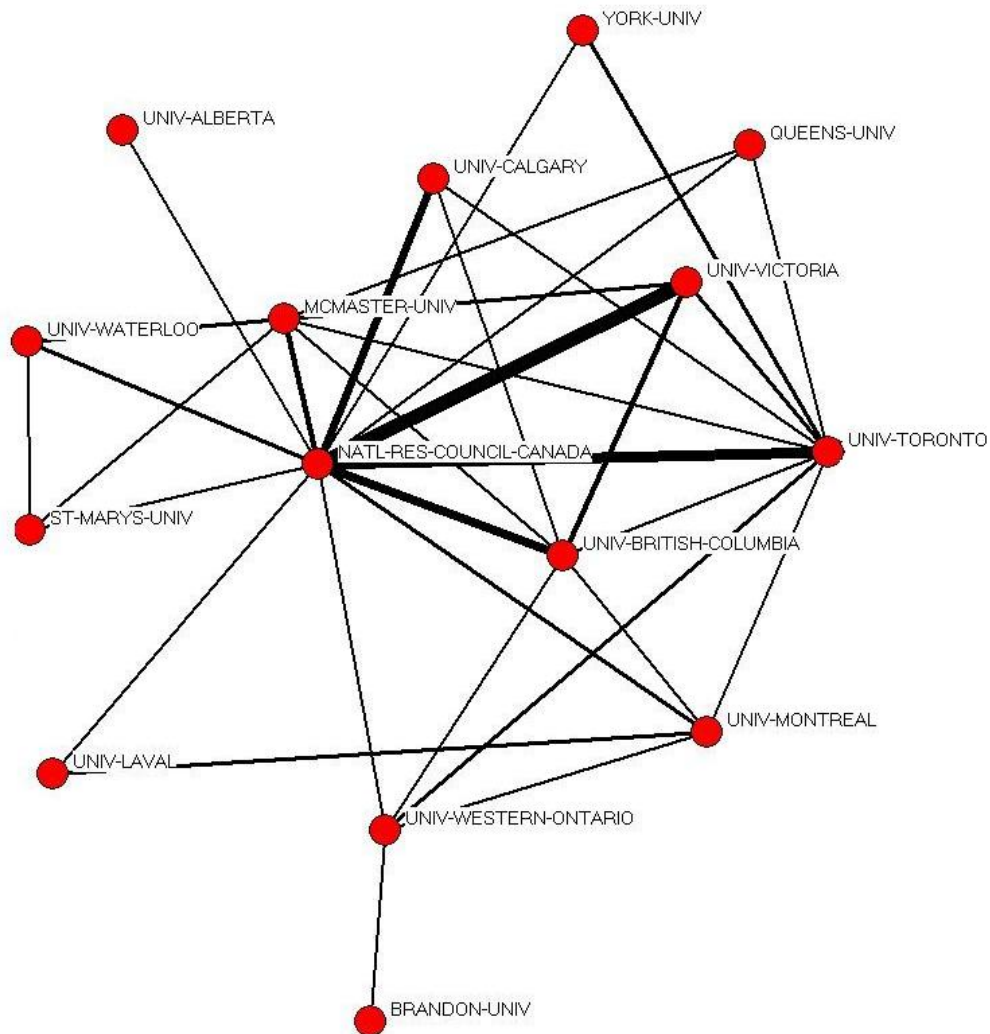 YORK-UNIV
UNIV-ALBERTA
QUEENS-UNIV
UNIV-CALGARY
UNIV-VICTORIA
MCMASTER-UNIV
UNIV-WATERLOO
UNIV-TORONTO
NATL-RES-COUNCIL-CANADA
ST-MARYS-UNIV
UNIV-BRITISH-COLUMBIA
UNIV-MONTREAL
UNIV-LAVAL
UNIV-WESTERN-ONTARIO
BRANDON-UNIV